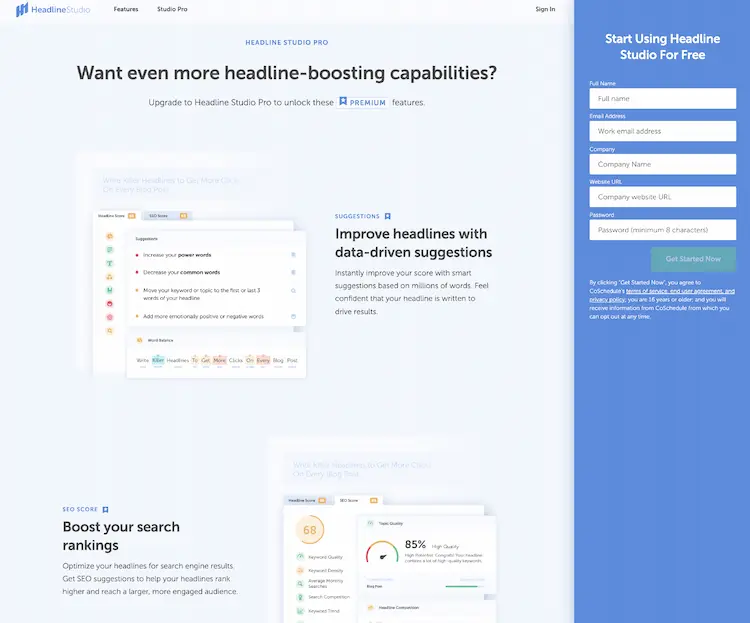 HeadlineStudio
Features
Studio Pro
Sign In
HEADLINE STUDIO PRO
Want even more headline-boosting capabilities?
Upgrade to Headline Studio Pro to unlock these PREMIUM features.
Write Killer Headlines to Get More Clicks
On Every Blog Post
Headline Score
SEO Score
Suggestions
Increase your power words
Decrease your common words
Move your keyword or topic to the first or last 3
words of your headline
Add more emotionally positive or negative words
Word Balance
Write Killer Headlines To Get More Clicks On Every Blog Post
SUGGESTIONS
Improve headlines with
data-driven suggestions
Instantly improve your score with smart
suggestions based on millions of words. Feel
confident that your headline is written to
drive results.
SEO SCORE
Boost your search
rankings
Optimize your headlines for search engine results.
Get SEO suggestions to help your headlines rank
higher and reach a larger, more engaged audience.
Write Killer Headlines to Get More Clicks
On Every Blog Post
Headline Score
SEO Score
68
Keyword Quality
Keyword Density
Average Monthly
Searches
Search Competition
Keyword Trend
Topic Quality
85% High Quality
High Potential: Congrats! Your headline
contains a lot of high-quality keywords.
Blog Post
Headline Competition
Start Using Headline
Studio For Free
Full Name
Full name
Email Address
Work email address
Company
Company Name
Website URL
Company website URL
Password
Password (minimum 8 characters)
Get Started Now
By clicking "Get Started Now", you agree to
CoSchedule's terms of service, end user agreement, and
privacy policy; you are 16 years or older; and you will
receive information from CoSchedule from which you
can opt out at any time.